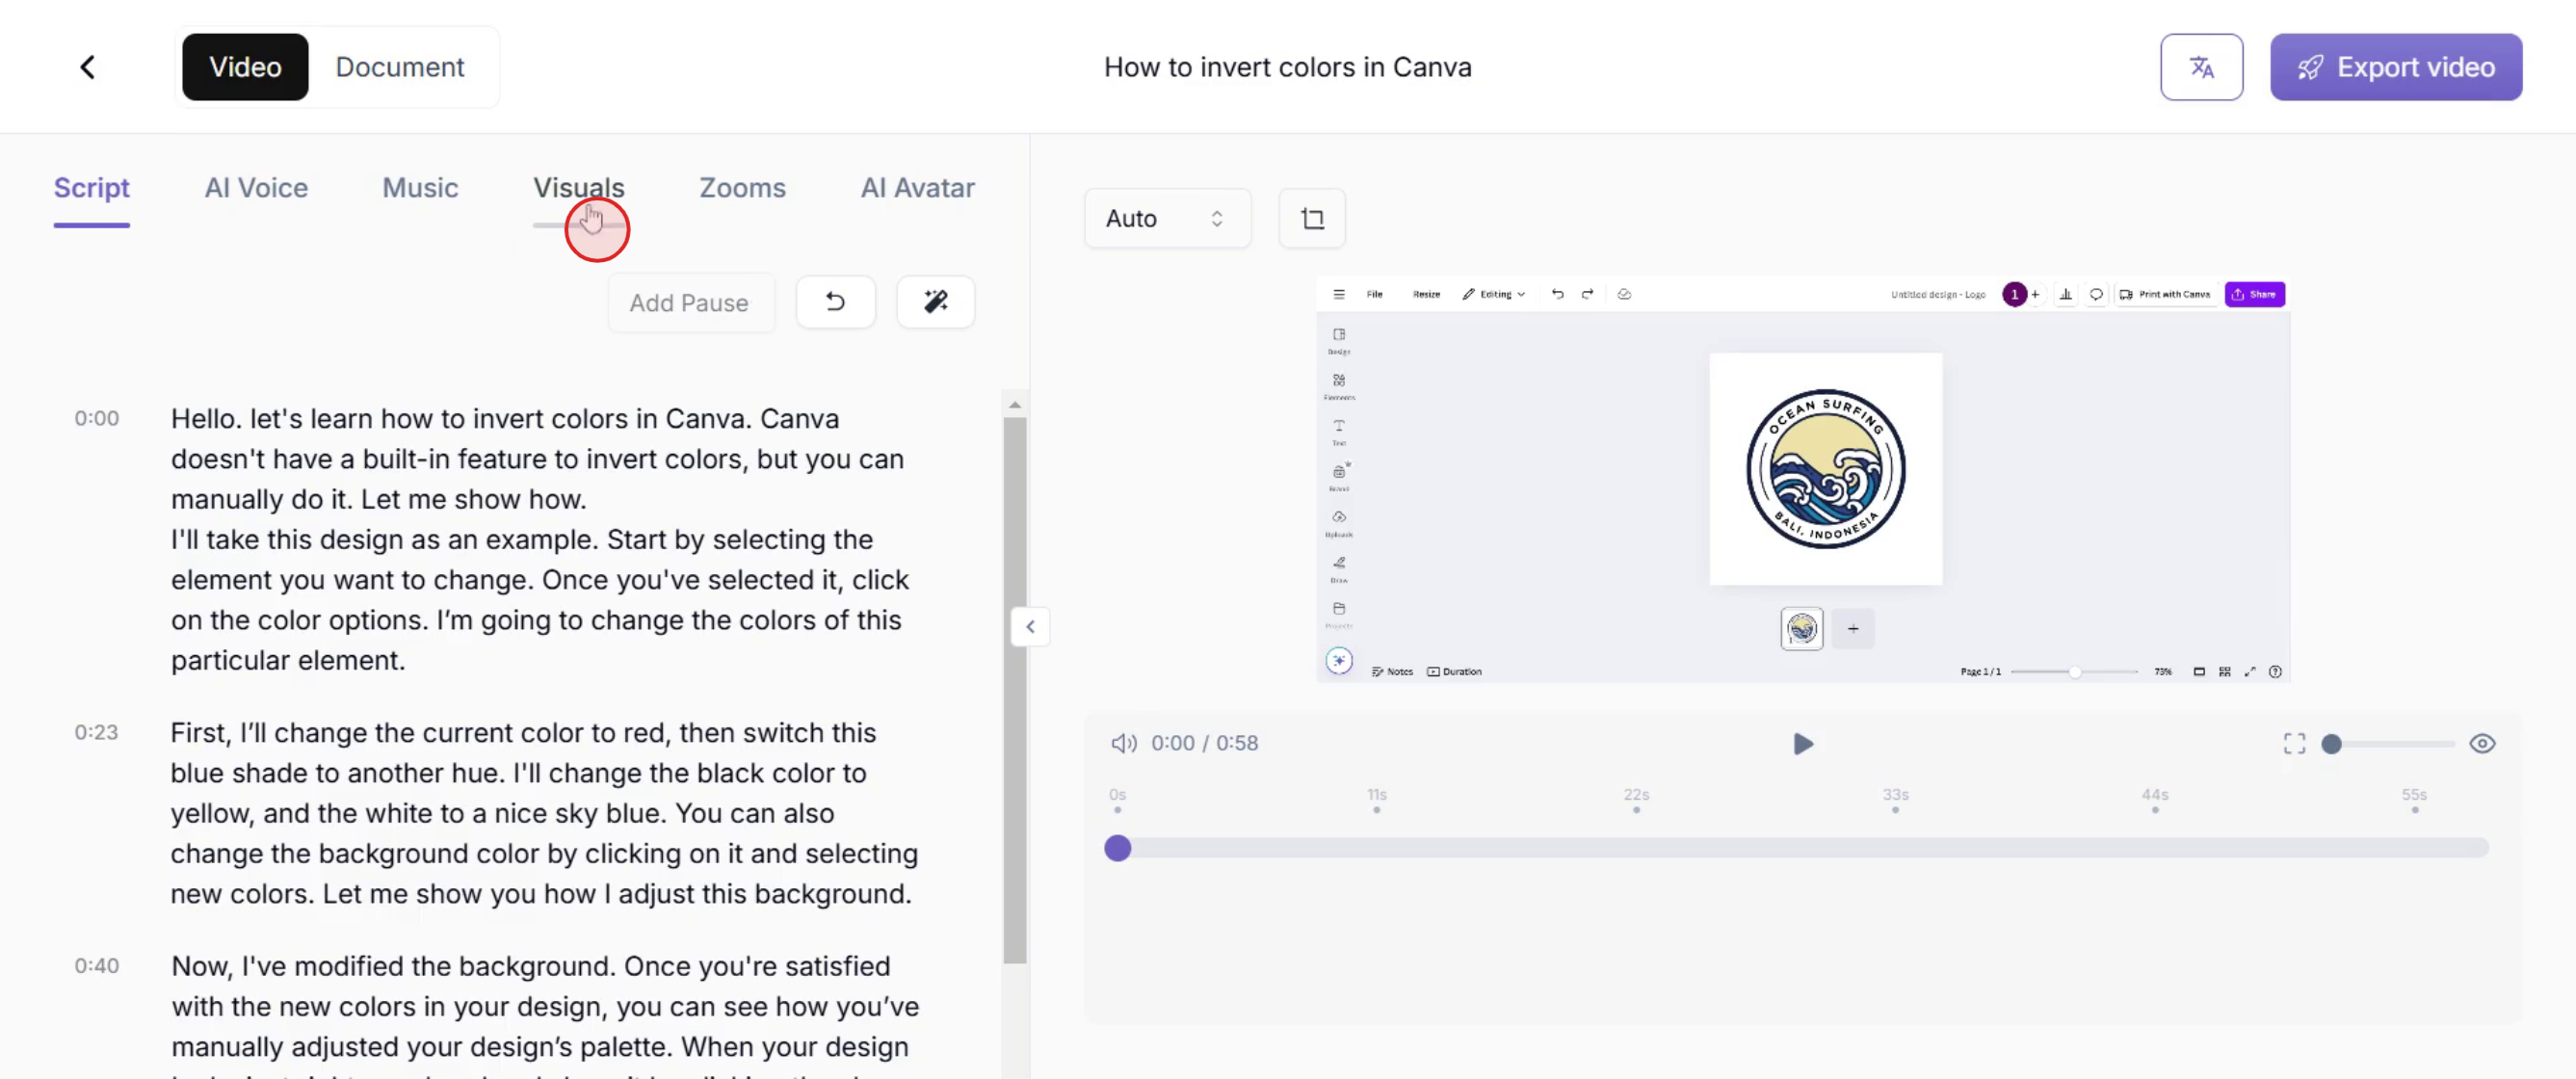 Video
Document
How to invert colors in Canva
Export video
Script
AI Voice
Music
Visuals
Zooms
AI Avatar
Add Pause
0:00
Hello. let's learn how to invert colors in Canva. Canva
doesn't have a built-in feature to invert colors, but you can
manually do it. Let me show how.
I'll take this design as an example. Start by selecting the
element you want to change. Once you've selected it, click
on the color options. I’m going to change the colors of this
particular element.
0:23
First, I’ll change the current color to red, then switch this
blue shade to another hue. I'll change the black color to
yellow, and the white to a nice sky blue. You can also
change the background color by clicking on it and selecting
new colors. Let me show you how I adjust this background.
0:40
Now, I've modified the background. Once you're satisfied
with the new colors in your design, you can see how you’ve
manually adjusted your design’s palette. When your design
Auto
File
Resize
Editing
Untitled design - Logo
1
Print with Canva
Share
Design
Elements
Text
Brand
Uploads
Draw
Projects
OCEAN SURFING
BALI, INDONESIA
Notes
Duration
Page 1 / 1
73%
0:00 / 0:58
0s
11s
22s
33s
44s
55s